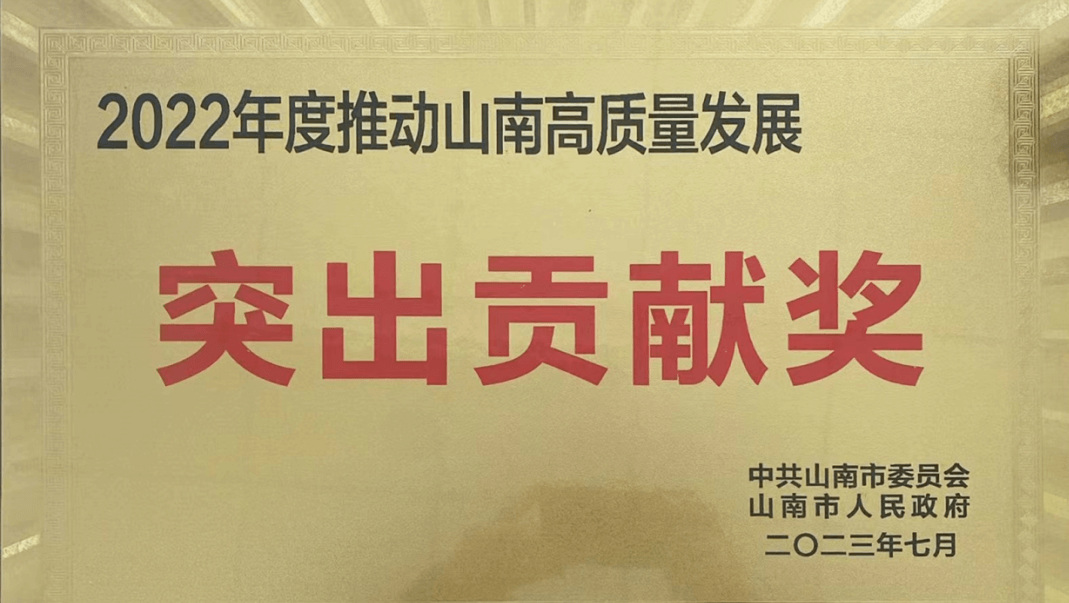 2022年度推动山南高质量发展
突出贡献奖
中共山南市委员会
山南市人民政府
二〇二三年七月